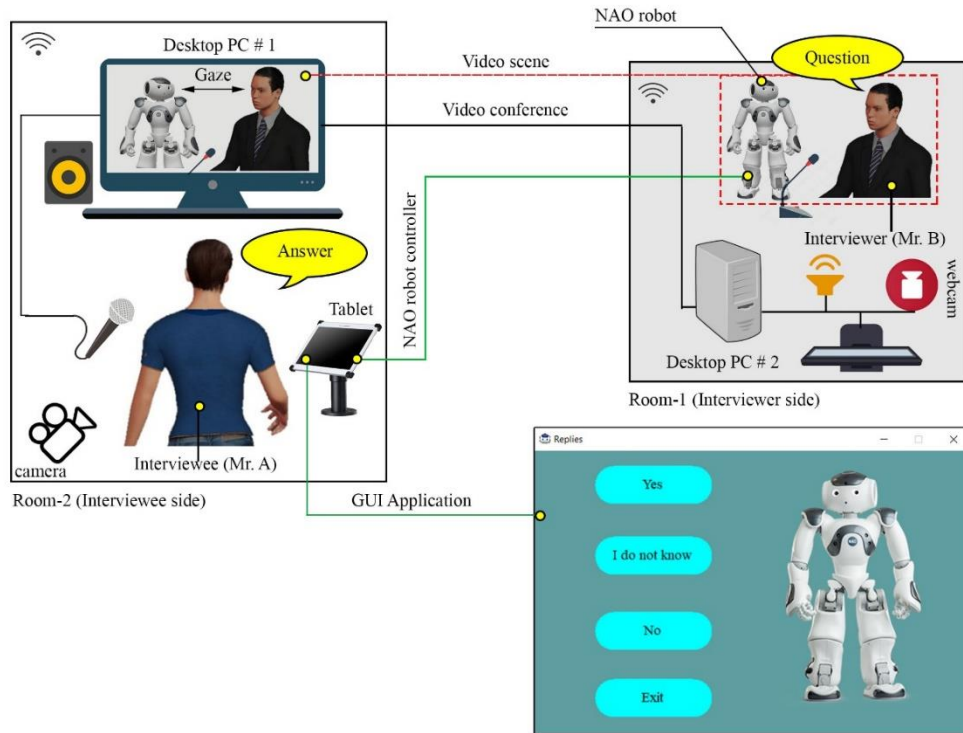 NAO robot
Desktop PC # 1
Gaze
Video scene
Question
Video conference
NAO robot controller
Answer
Interviewer (Mr. B)
webcam
Tablet
Desktop PC # 2
Room-1 (Interviewer side)
camera
Interviewee (Mr. A)
Room-2 (Interviewee side)
GUI Application
Replies
Yes
I do not know
No
Exit